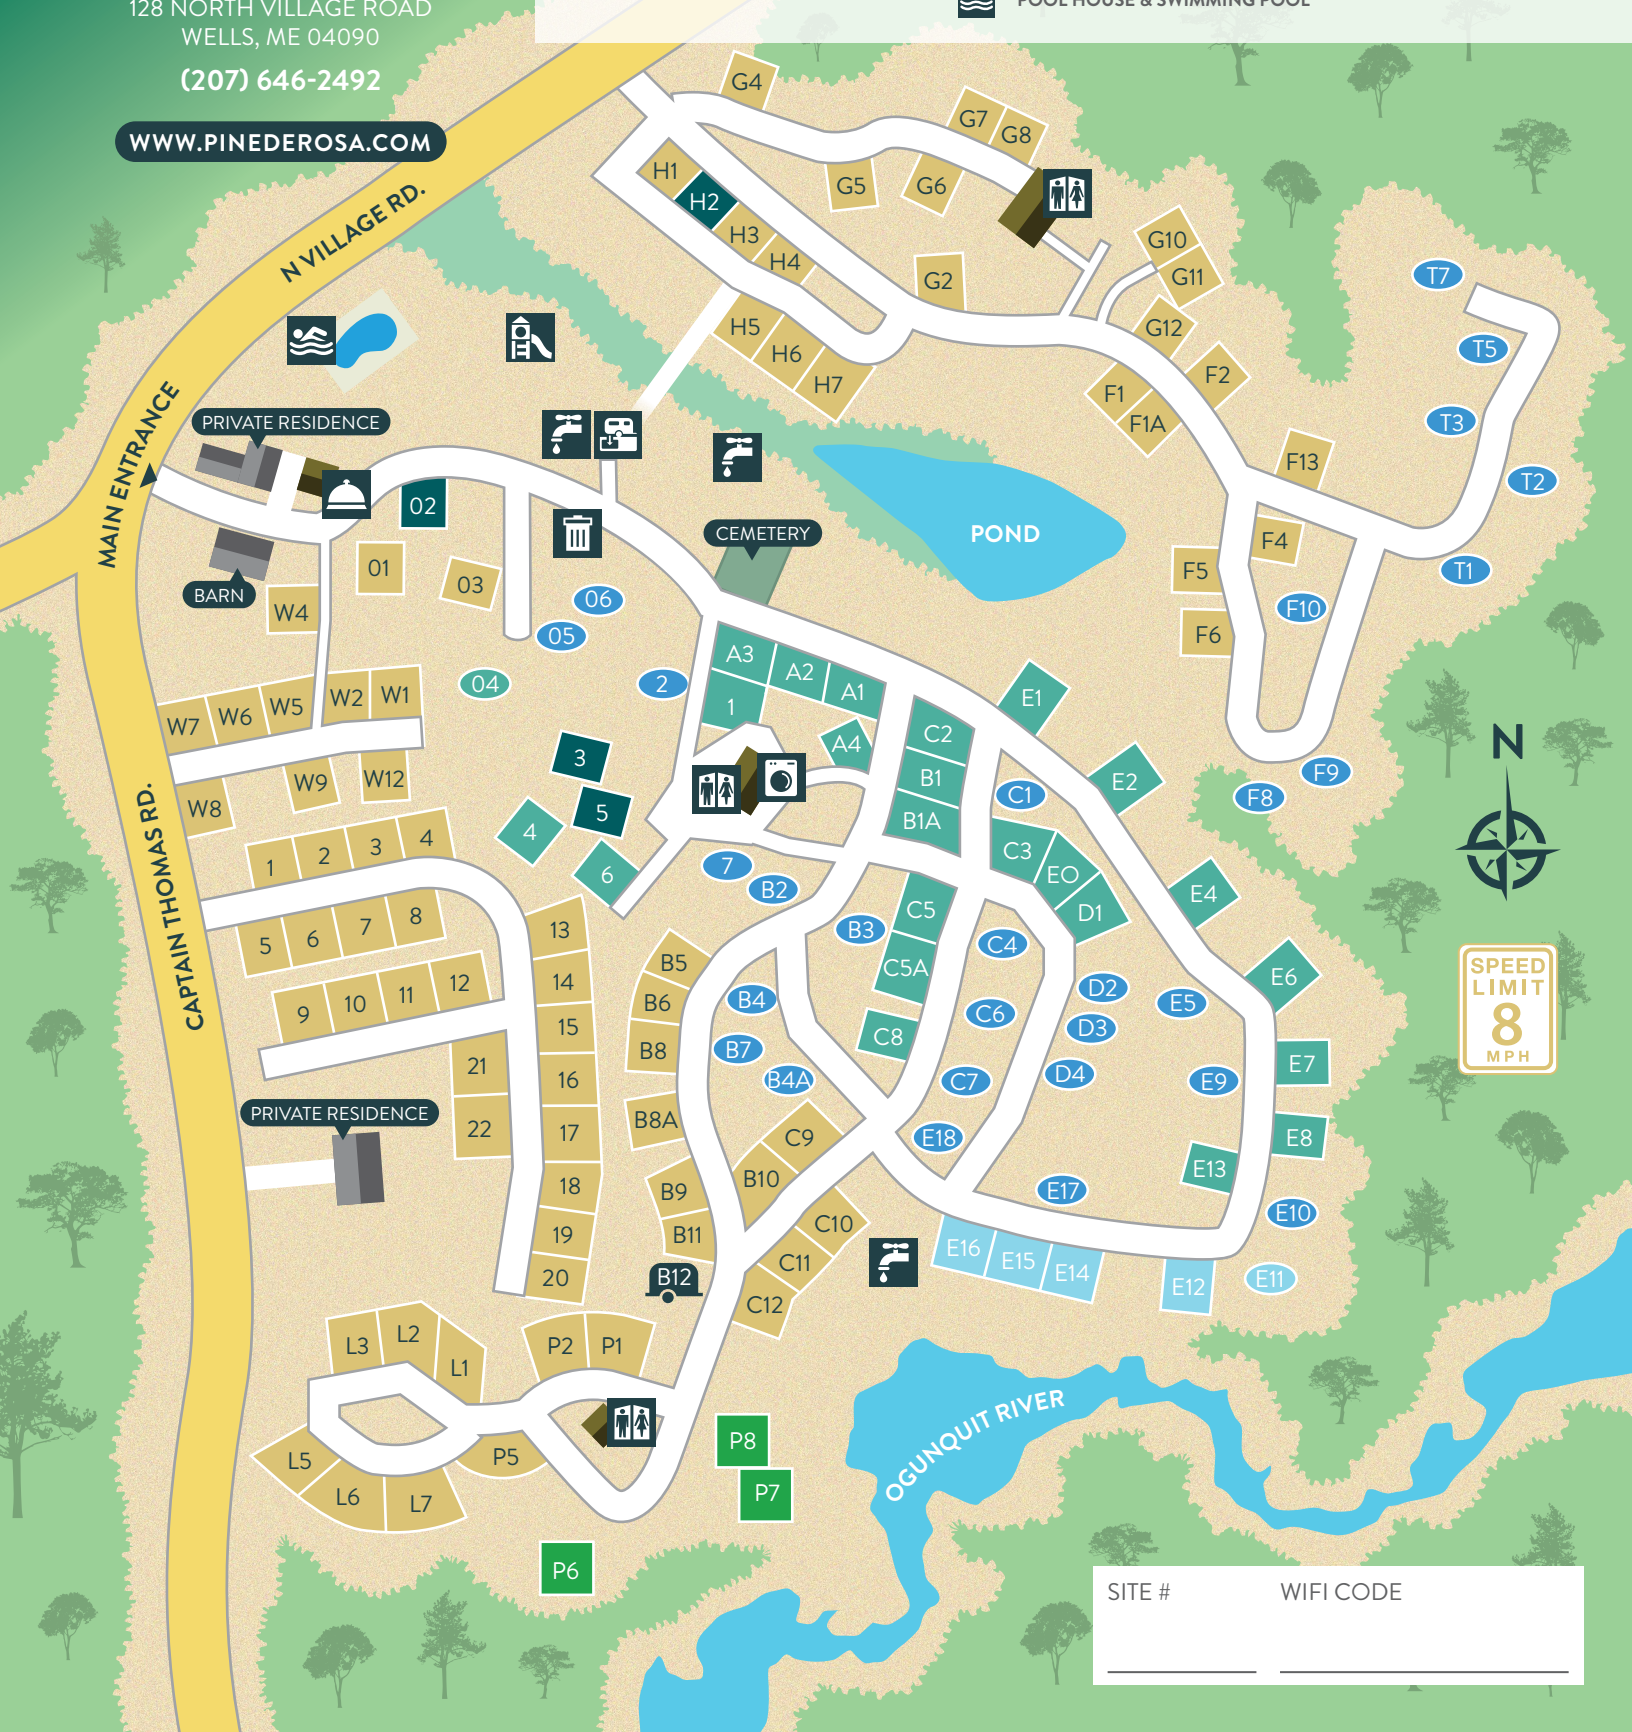 128 NORTH VILLAGE ROAD
WELLS, ME 04090
(207) 646-2492
WWW.PINEDEROSA.COM
POOL HOUSE & SWIMMING POOL
N VILLAGE RD.
MAIN ENTRANCE
CAPTAIN THOMAS RD.
G4
G7
G8
G5
G6
H1
H2
H3
H4
G2
G10
G11
G12
H5
H6
H7
F1
F1A
F2
F13
T7
T5
T3
T2
T1
PRIVATE RESIDENCE
BARN
CEMETERY
POND
02
01
03
06
05
04
W4
F4
F5
F10
F6
F9
F8
W7
W6
W5
W2
W1
W8
W9
W12
2
A3
A2
A1
1
A4
3
5
4
6
7
B2
C2
B1
B1A
C1
E1
E2
C3
EO
D1
E4
N
1
2
3
4
5
6
7
8
9
10
11
12
13
14
15
16
17
18
19
20
21
22
B3
C5
C5A
C4
B5
B6
B8
B4
B7
B4A
C8
C6
C7
D2
D3
D4
E5
E6
E7
E9
E8
SPEED
LIMIT
8
MPH
PRIVATE RESIDENCE
B8A
C9
B10
B9
B11
B12
E18
E17
E13
E10
C10
C11
C12
E16
E15
E14
E12
E11
L3
L2
L1
P2
P1
L5
L6
L7
P5
P8
P7
P6
OGUNQUIT RIVER
SITE #
WIFI CODE